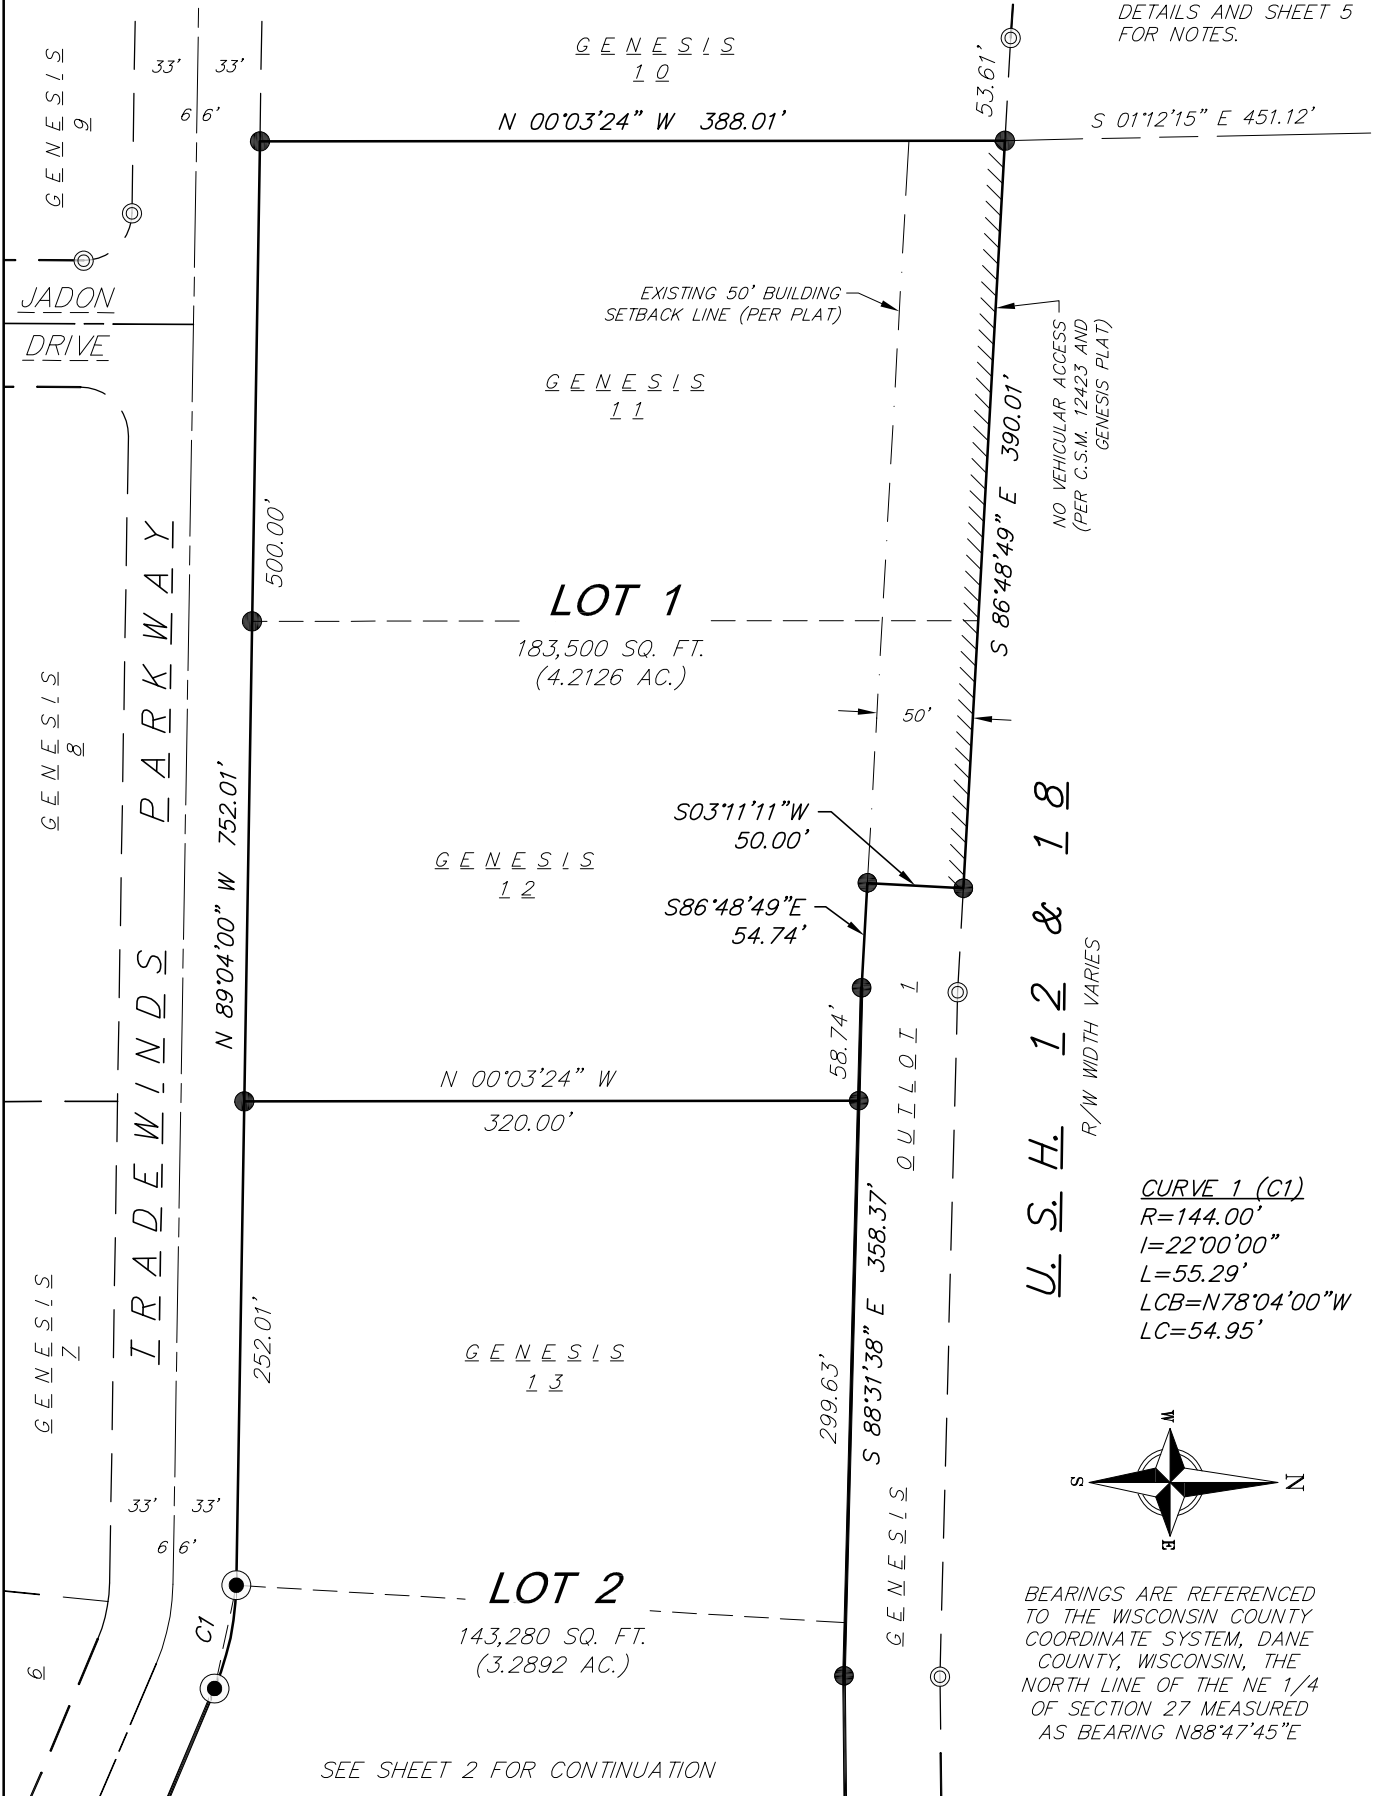 DETAILS AND SHEET 5
FOR NOTES.
GENESIS
10
GENESIS
9
33' 33'
66'
53.61'
N 00°03'24" W 388.01'
S 01°12'15" E 451.12'
JADON
DRIVE
EXISTING 50' BUILDING
SETBACK LINE (PER PLAT)
NO VEHICULAR ACCESS
(PER C.S.M. 12423 AND
GENESIS PLAT)
GENESIS
11
S 86°48'49" E 390.01'
500.00'
LOT 1
183,500 SQ. FT.
(4.2126 AC.)
GENESIS
8
TRADEWINDS PARKWAY
50'
N 89°04'00" W 752.01'
S03°11'11"W
50.00'
GENESIS
12
S86°48'49"E
54.74'
U.S.H. 12 & 18
R/W WIDTH VARIES
58.74'
GENESIS OUTLOT 1
N 00°03'24" W
320.00'
CURVE 1 (C1)
R=144.00'
I=22°00'00"
L=55.29'
LCB=N78°04'00"W
LC=54.95'
GENESIS
7
252.01'
GENESIS
13
299.63'
S 88°31'38" E 358.37'
W
S
N
E
33' 33'
66'
LOT 2
143,280 SQ. FT.
(3.2892 AC.)
C1
6
BEARINGS ARE REFERENCED
TO THE WISCONSIN COUNTY
COORDINATE SYSTEM, DANE
COUNTY, WISCONSIN, THE
NORTH LINE OF THE NE 1/4
OF SECTION 27 MEASURED
AS BEARING N88°47'45"E
SEE SHEET 2 FOR CONTINUATION